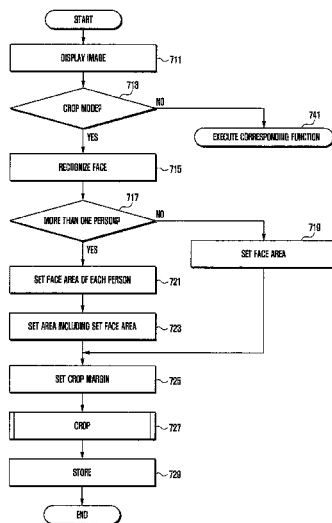 START
DISPLAY IMAGE
711
713
CROP MODE?
NO
741
EXECUTE CORRESPONDING FUNCTION
YES
RECOGNIZE FACE
715
717
MORE THAN ONE PERSON?
NO
719
SET FACE AREA
YES
SET FACE AREA OF EACH PERSON
721
SET AREA INCLUDING SET FACE AREA
723
SET CROP MARGIN
725
CROP
727
STORE
729
END